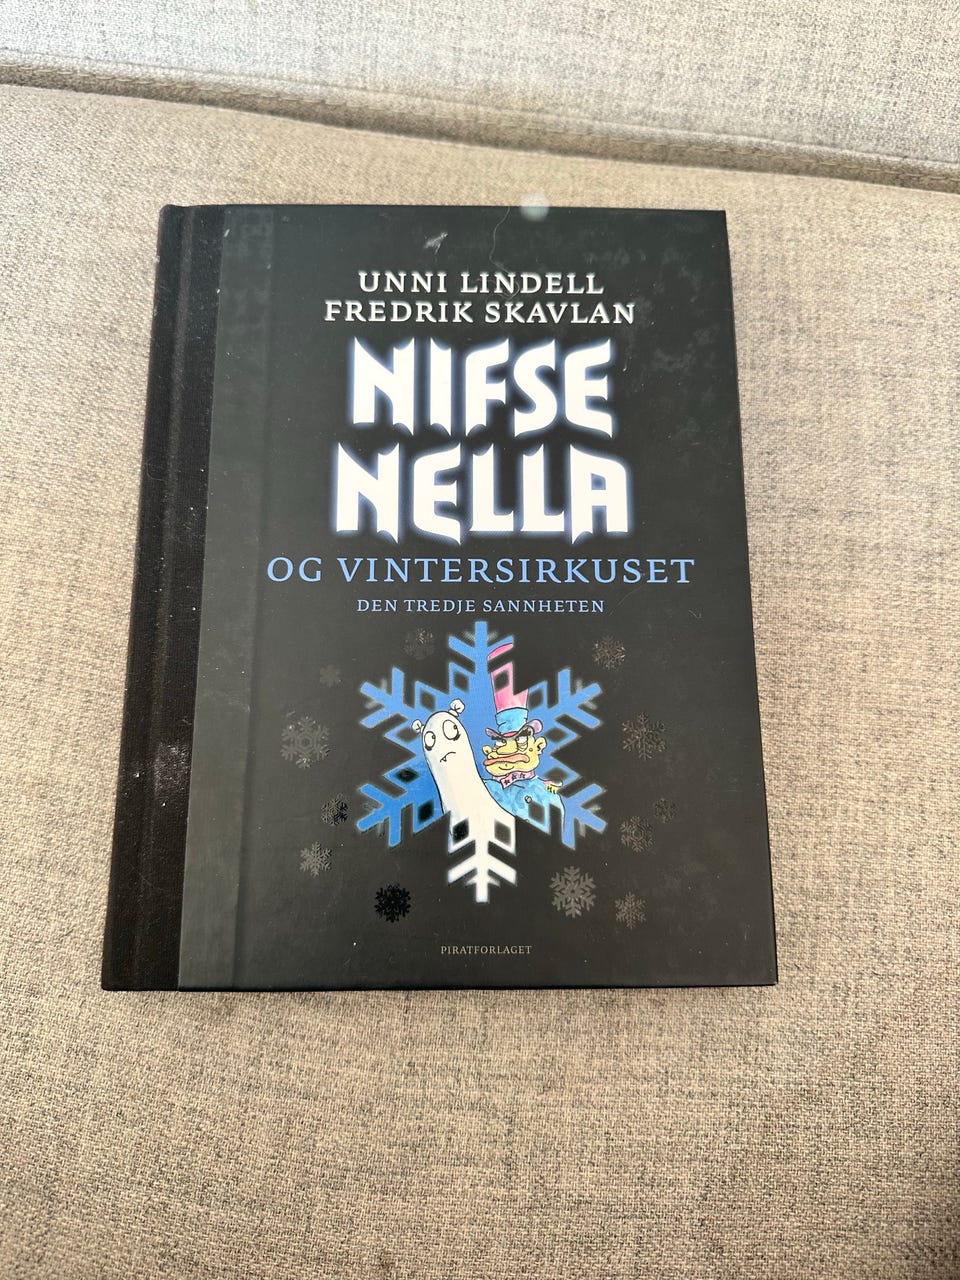 UNNI LINDELL
FREDRIK SKAVLAN
NIFSE
NELLA
OG VINTERSIRKUSET
DEN TREDJE SANNHETEN
PIRATFORLAGET